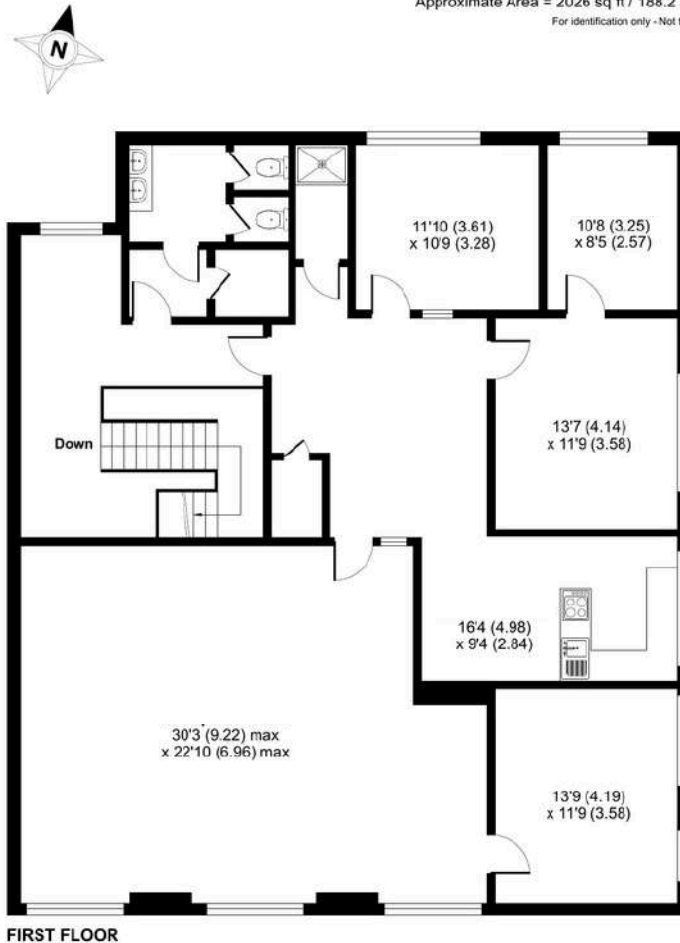 Approximate Area = 2026 sq ft / 188.2
For identification only - Not
N
11'10 (3.61)
x 10'9 (3.28)
10'8 (3.25)
x 8'5 (2.57)
13'7 (4.14)
x 11'9 (3.58)
Down
16'4 (4.98)
x 9'4 (2.84)
30'3 (9.22) max
x 22'10 (6.96) max
13'9 (4.19)
x 11'9 (3.58)
FIRST FLOOR